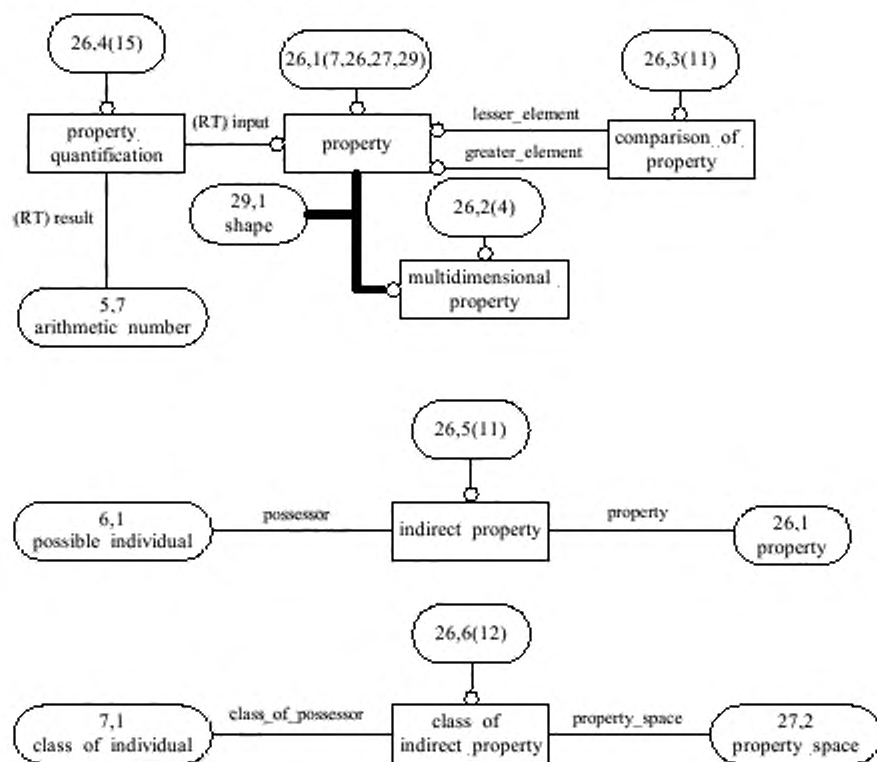 26,4(15)
26,1(7,26,27,29)
26,3(11)
property
quantification
(RT) input
property
lesser_element
greater_element
comparison of
property
29,1
shape
26,2(4)
(RT) result
multidimensional
property
5,7
arithmetic number
26,5(11)
6,1
possible individual
possessor
indirect property
property
26,1
property
26,6(12)
7,1
class of individual
class_of_possessor
class of
indirect property
property_space
27,2
property space